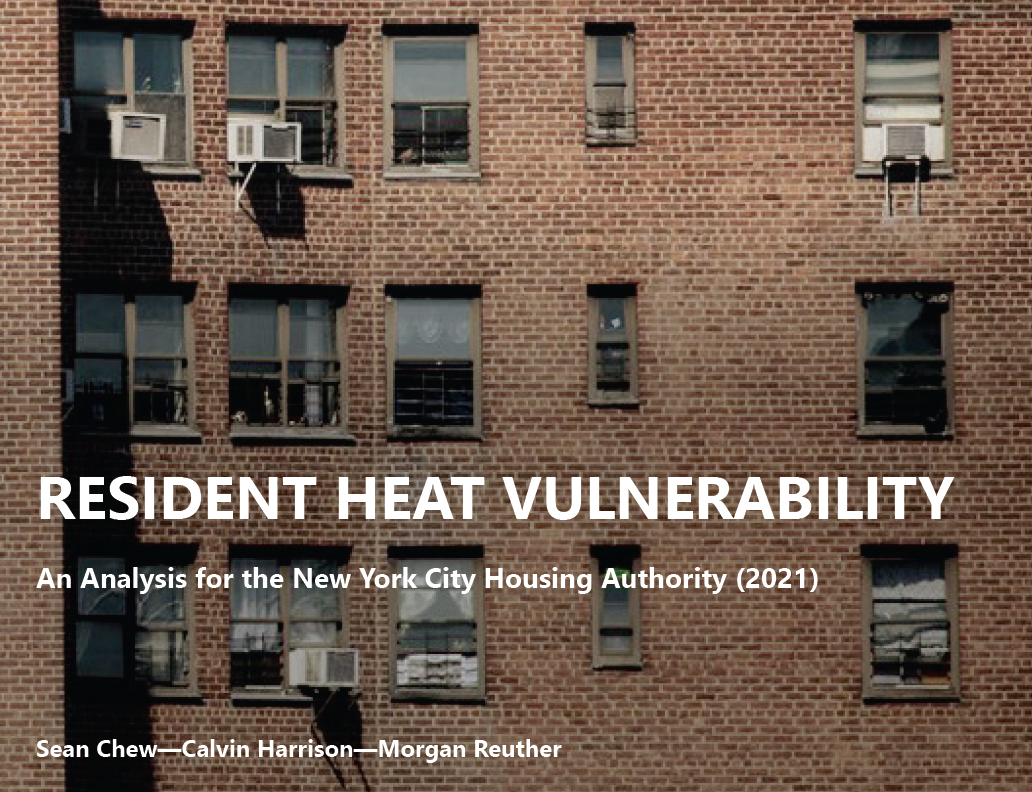 RESIDENT HEAT VULNERABILITY
An Analysis for the New York City Housing Authority (2021)
Sean Chew—Calvin Harrison—Morgan Reuther